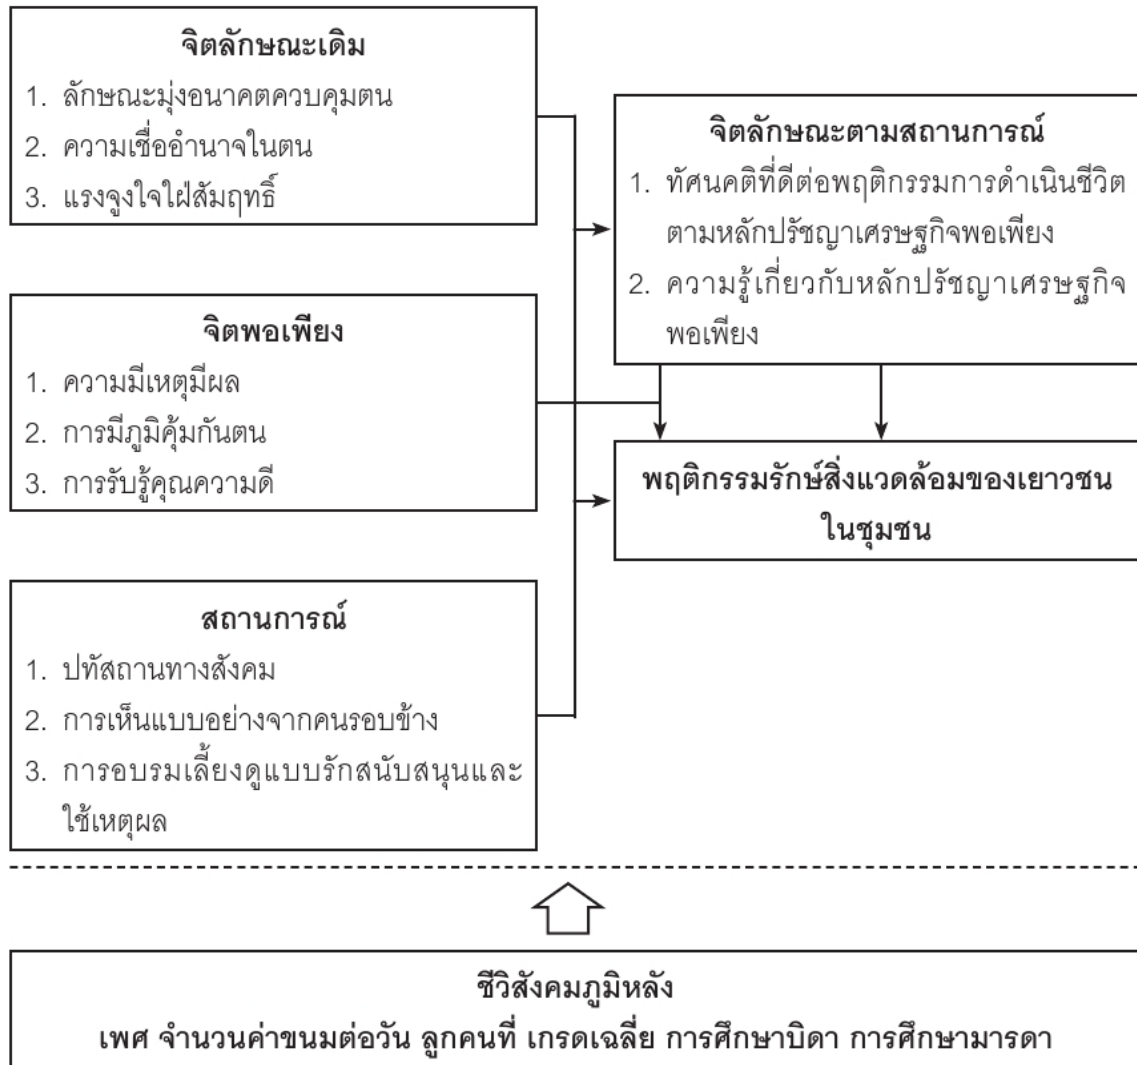 จิตลักษณะเดิม
1. ลักษณะมุ่งอนาคตควบคุมตน
2. ความเชื่ออำนาจในตน
3. แรงจูงใจใฝ่สัมฤทธิ์
จิตลักษณะตามสถานการณ์
1. ทัศนคติที่ดีต่อพฤติกรรมการดำเนินชีวิต
ตามหลักปรัชญาเศรษฐกิจพอเพียง
2. ความรู้เกี่ยวกับหลักปรัชญาเศรษฐกิจ
พอเพียง
จิตพอเพียง
1. ความมีเหตุมีผล
2. การมีภูมิคุ้มกันตน
3. การรับรู้คุณความดี
พฤติกรรมรักษ์สิ่งแวดล้อมของเยาวชน
ในชุมชน
สถานการณ์
1. ปทัสถานทางสังคม
2. การเห็นแบบอย่างจากคนรอบข้าง
3. การอบรมเลี้ยงดูแบบรักสนับสนุนและ
ใช้เหตุผล
ชีวิสังคมภูมิหลัง
เพศ จำนวนค่าขนมต่อวัน ลูกคนที่ เกรดเฉลี่ย การศึกษาบิดา การศึกษามารดา